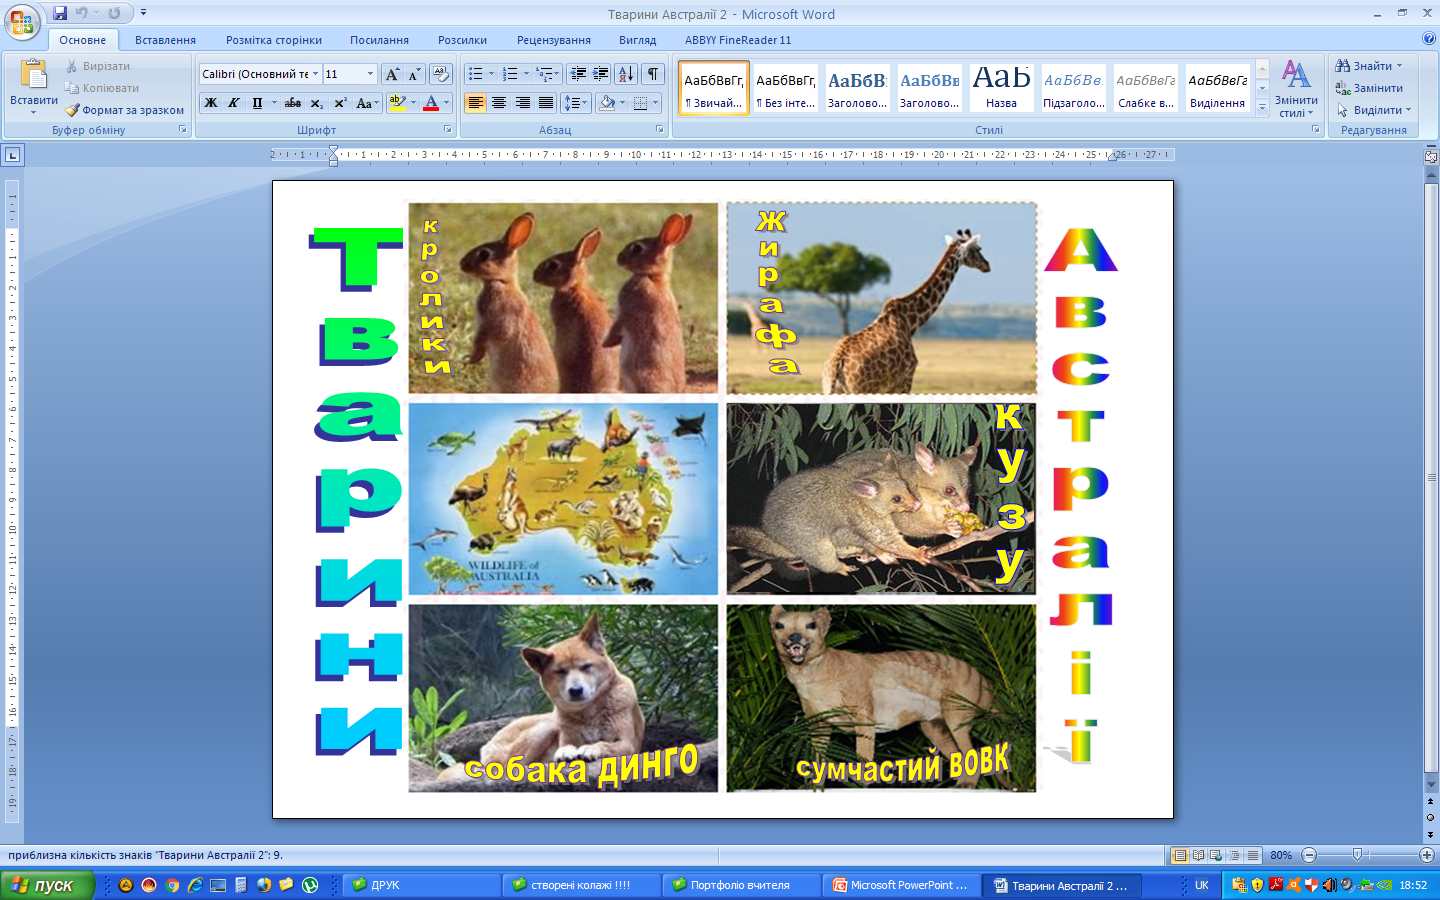 Тварини Австралії 2 - Microsoft Word
Основне Вставлення Розмітка сторінки Посилання Розсилки Рецензування Вигляд ABBYY FineReader 11
Вставити
Вирізати
Копіювати
Формат за зразком
Буфер обміну
Calibri (Основний те 11
Шрифт
Абзац
АаБбВвГг, АаБбВвГг, АаБбВ АаБбВв АаБ АаБбВв АаБбВвГг АаБбВвГг
¶ Звичай... ¶ Без інте... Заголово... Заголово... Назва Підзаголо... Слабке в... Виділення
Змінити стилі
Стилі
Знайти
Замінити
Виділити
Редагування
Тварини
кролики
Жирафа
Австралії
WILDLIFE of
AUSTRALIA
кузу
собака ДИНГО
сумчастий ВОВК
приблизна кількість знаків "Тварини Австралії 2": 9.
80%
пуск
ДРУК
створені колажі !!!!
Портфоліо вчителя
Microsoft PowerPoint ...
Тварини Австралії 2 ...
UK
18:52